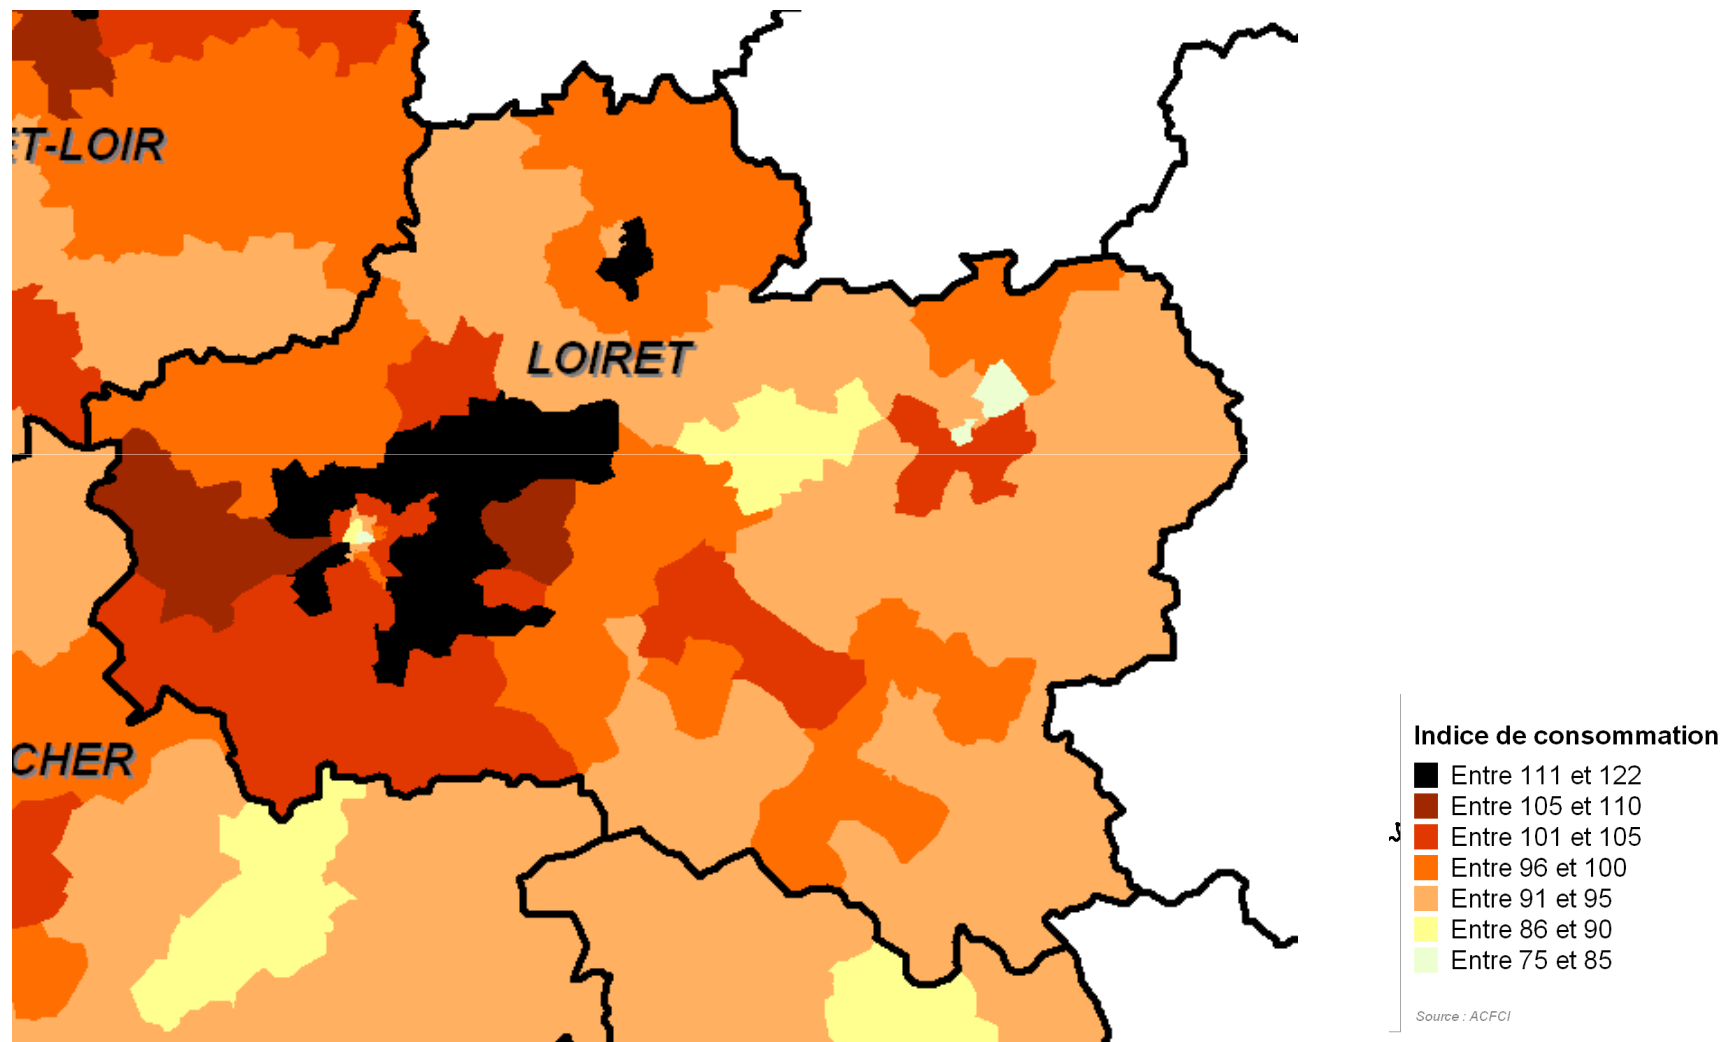 ET-LOIR
LOIRET
CHER
Indice de consommation
Entre 111 et 122
Entre 105 et 110
Entre 101 et 105
Entre 96 et 100
Entre 91 et 95
Entre 86 et 90
Entre 75 et 85
Source : ACFCI